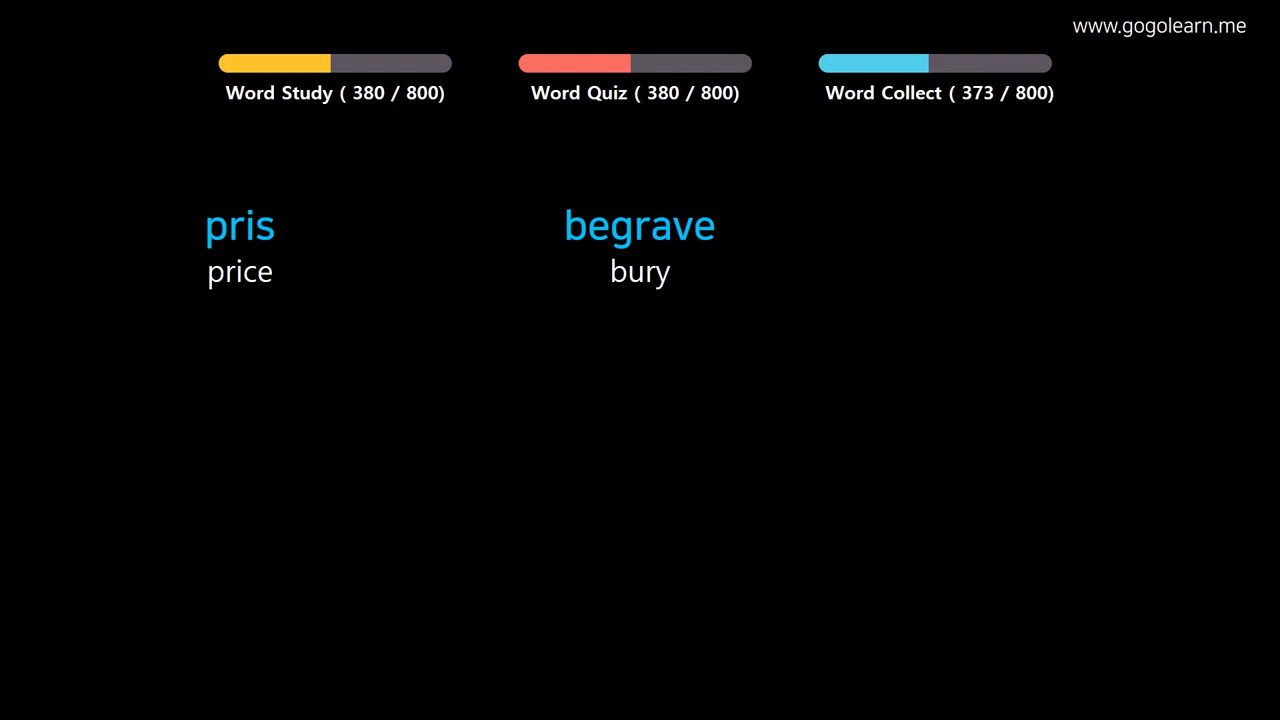 www.gogolearn.me
Word Study ( 380 / 800)
Word Quiz ( 380 / 800)
Word Collect ( 373 / 800)
pris
begrave
price
bury